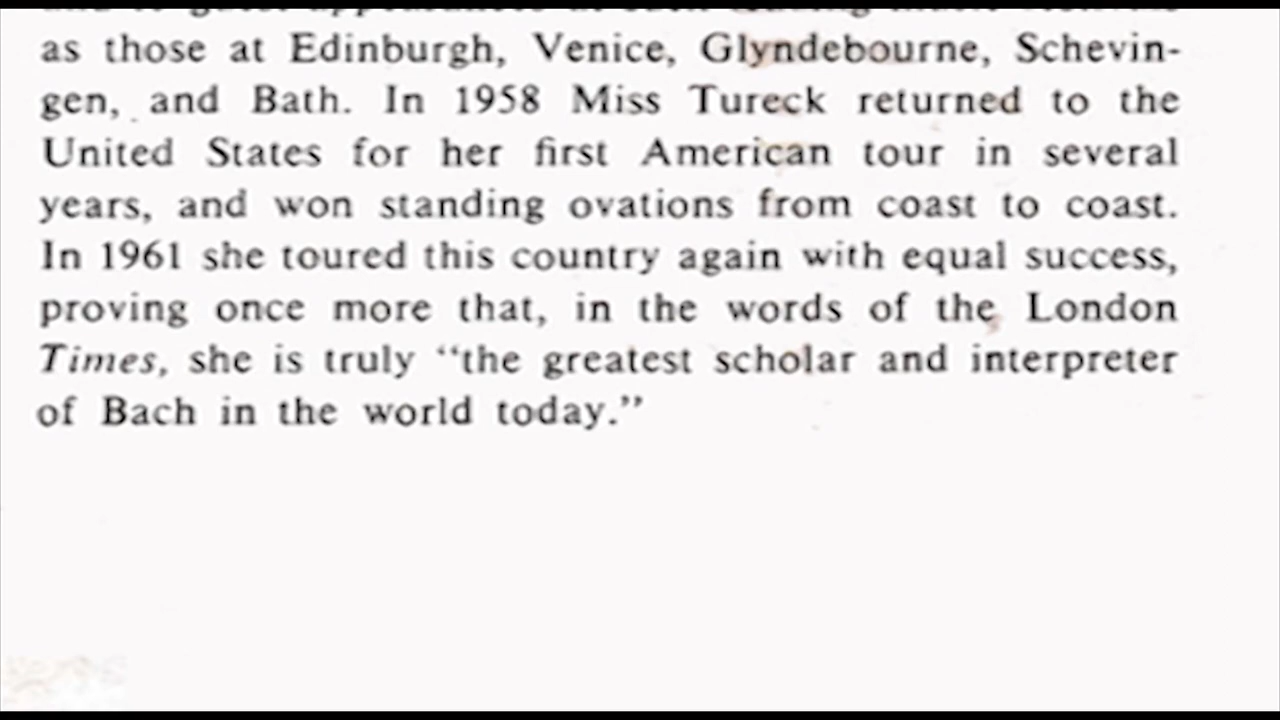 as those at Edinburgh, Venice, Glyndebourne, Schevin-
gen, and Bath. In 1958 Miss Tureck returned to the
United States for her first American tour in several
years, and won standing ovations from coast to coast.
In 1961 she toured this country again with equal success,
proving once more that, in the words of the London
Times, she is truly “the greatest scholar and interpreter
of Bach in the world today.”